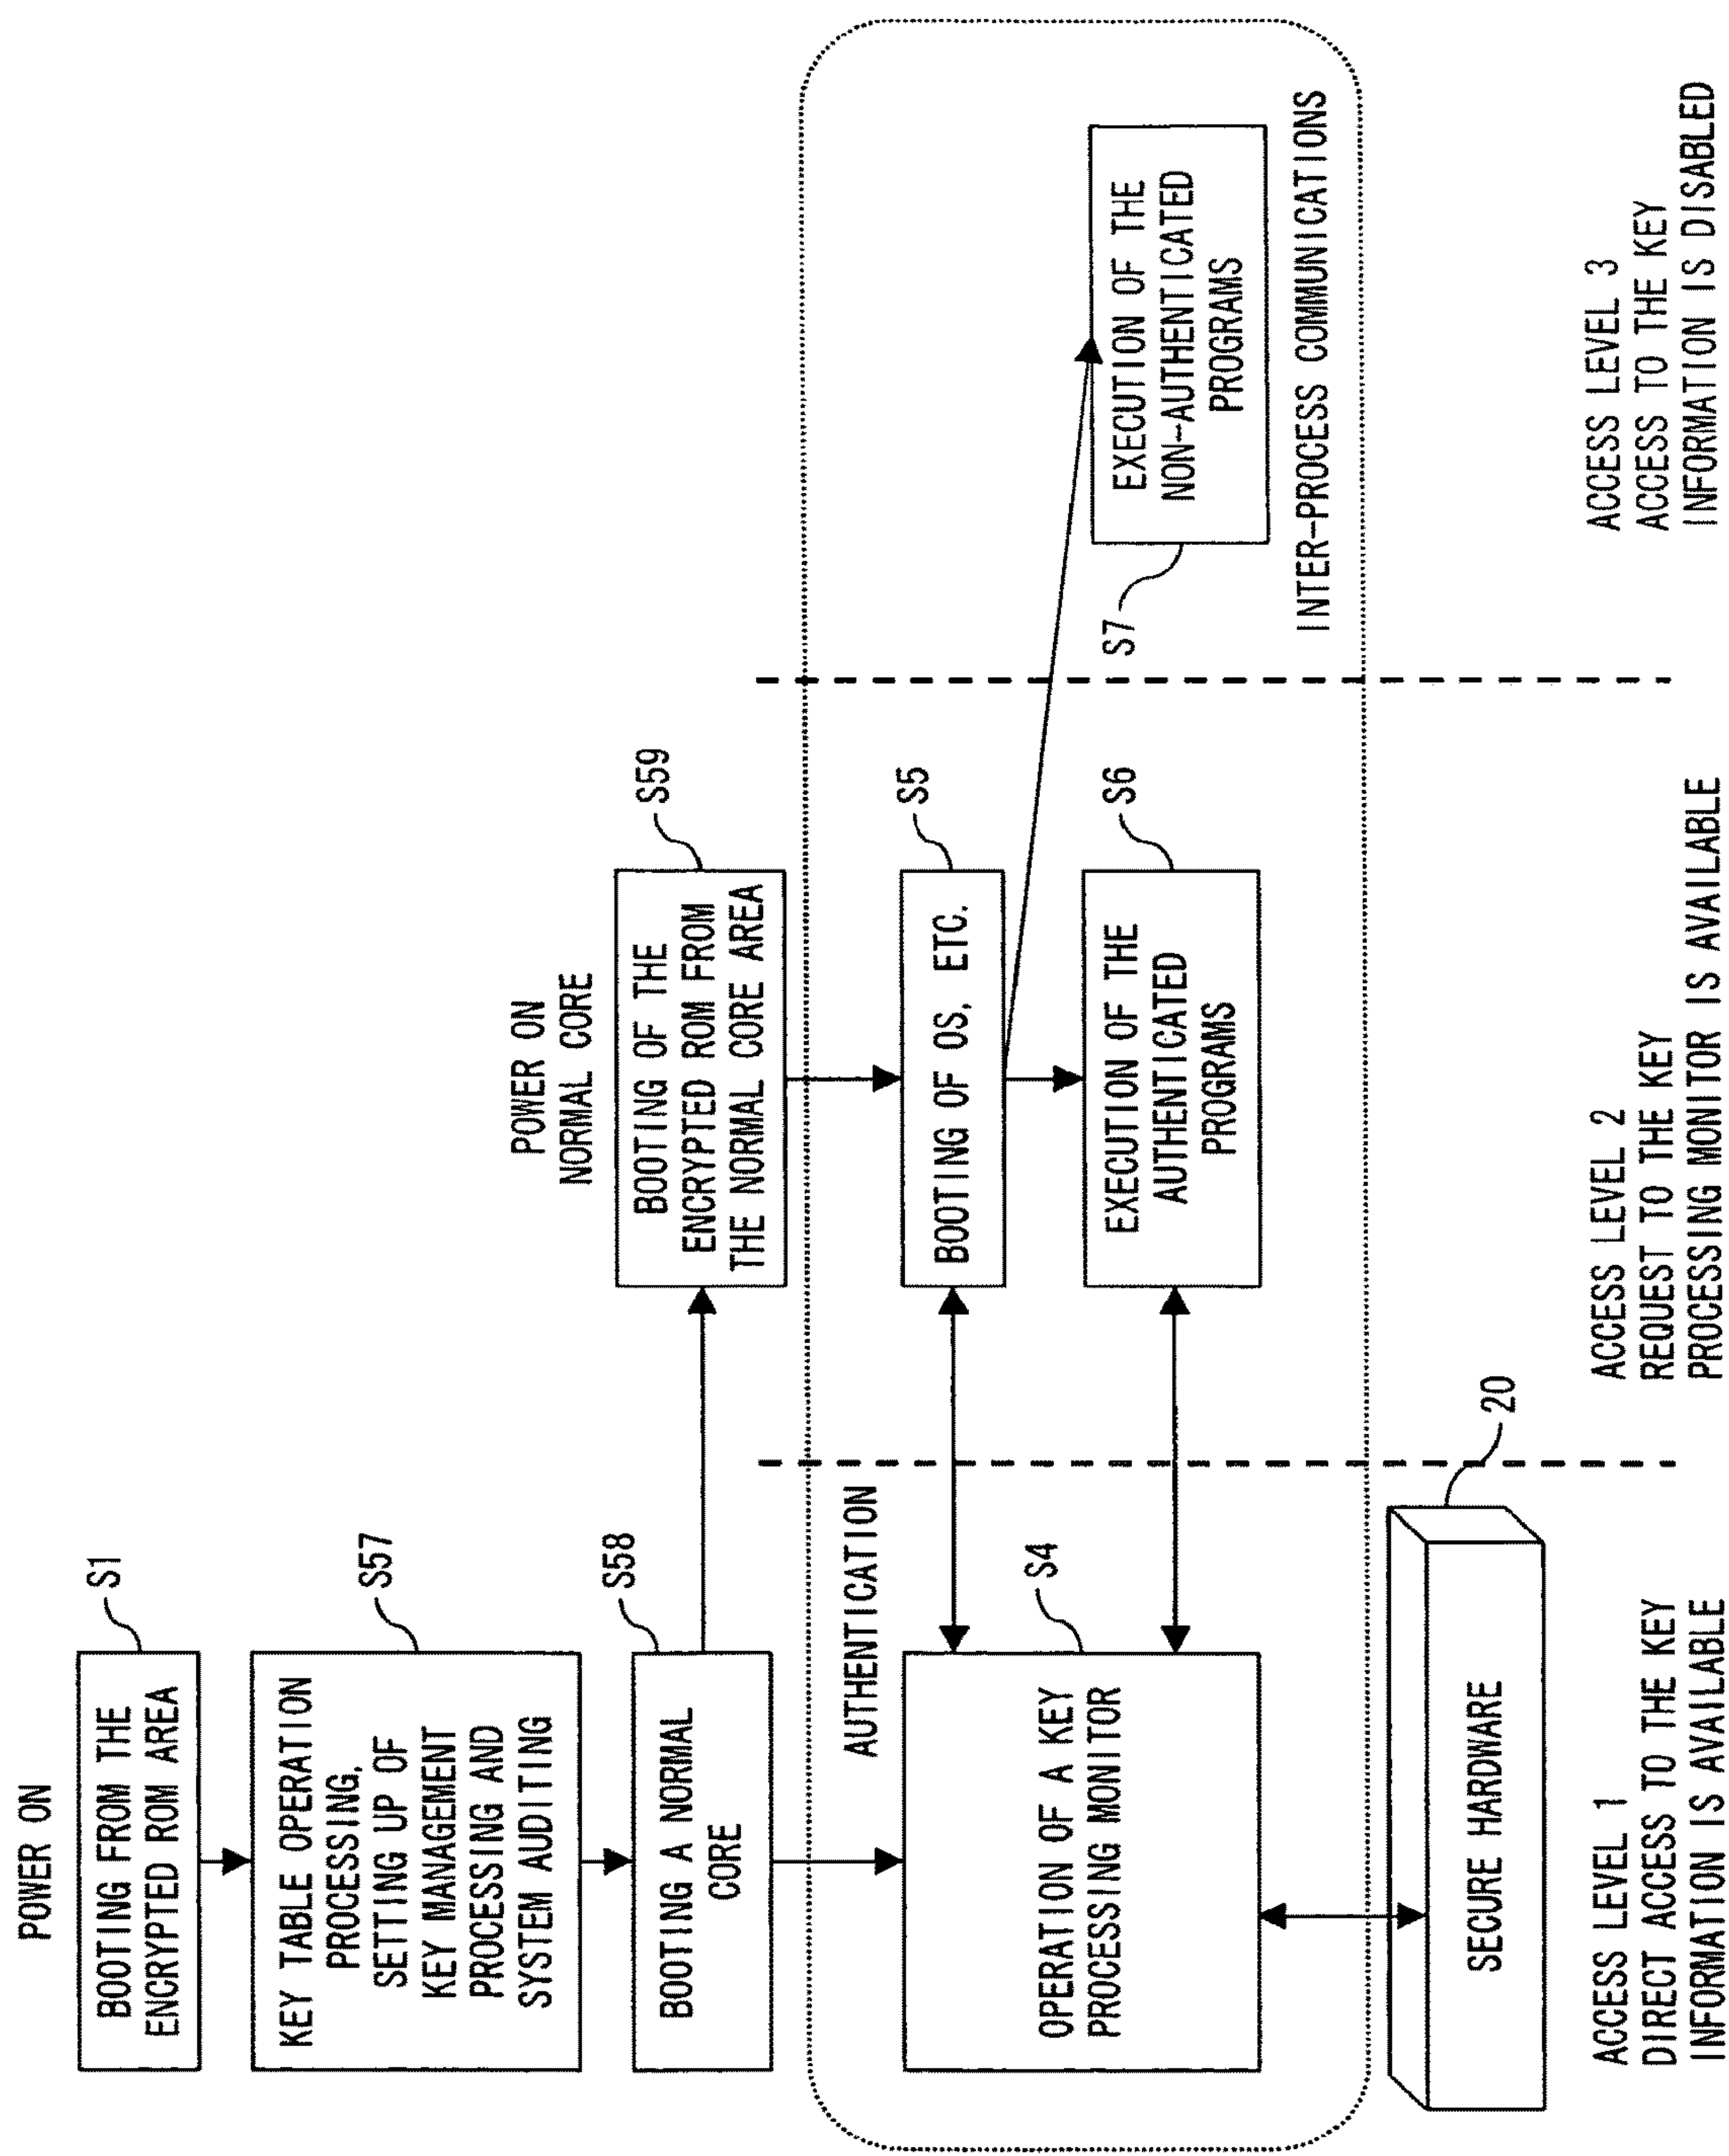 POWER ON
BOOTING FROM THE
ENCRYPTED ROM AREA
S1
KEY TABLE OPERATION
PROCESSING,
SETTING UP OF
KEY MANAGEMENT
PROCESSING AND
SYSTEM AUDITING
S57
BOOTING A NORMAL
CORE
S58
POWER ON
NORMAL CORE
BOOTING OF THE
ENCRYPTED ROM FROM
THE NORMAL CORE AREA
S59
AUTHENTICATION
OPERATION OF A KEY
PROCESSING MONITOR
S4
BOOTING OF OS, ETC.
S5
EXECUTION OF THE
AUTHENTICATED
PROGRAMS
S6
EXECUTION OF THE
NON-AUTHENTICATED
PROGRAMS
S7
INTER-PROCESS COMMUNICATIONS
SECURE HARDWARE
20
ACCESS LEVEL 1
DIRECT ACCESS TO THE KEY
INFORMATION IS AVAILABLE
ACCESS LEVEL 2
REQUEST TO THE KEY
PROCESSING MONITOR IS AVAILABLE
ACCESS LEVEL 3
ACCESS TO THE KEY
INFORMATION IS DISABLED